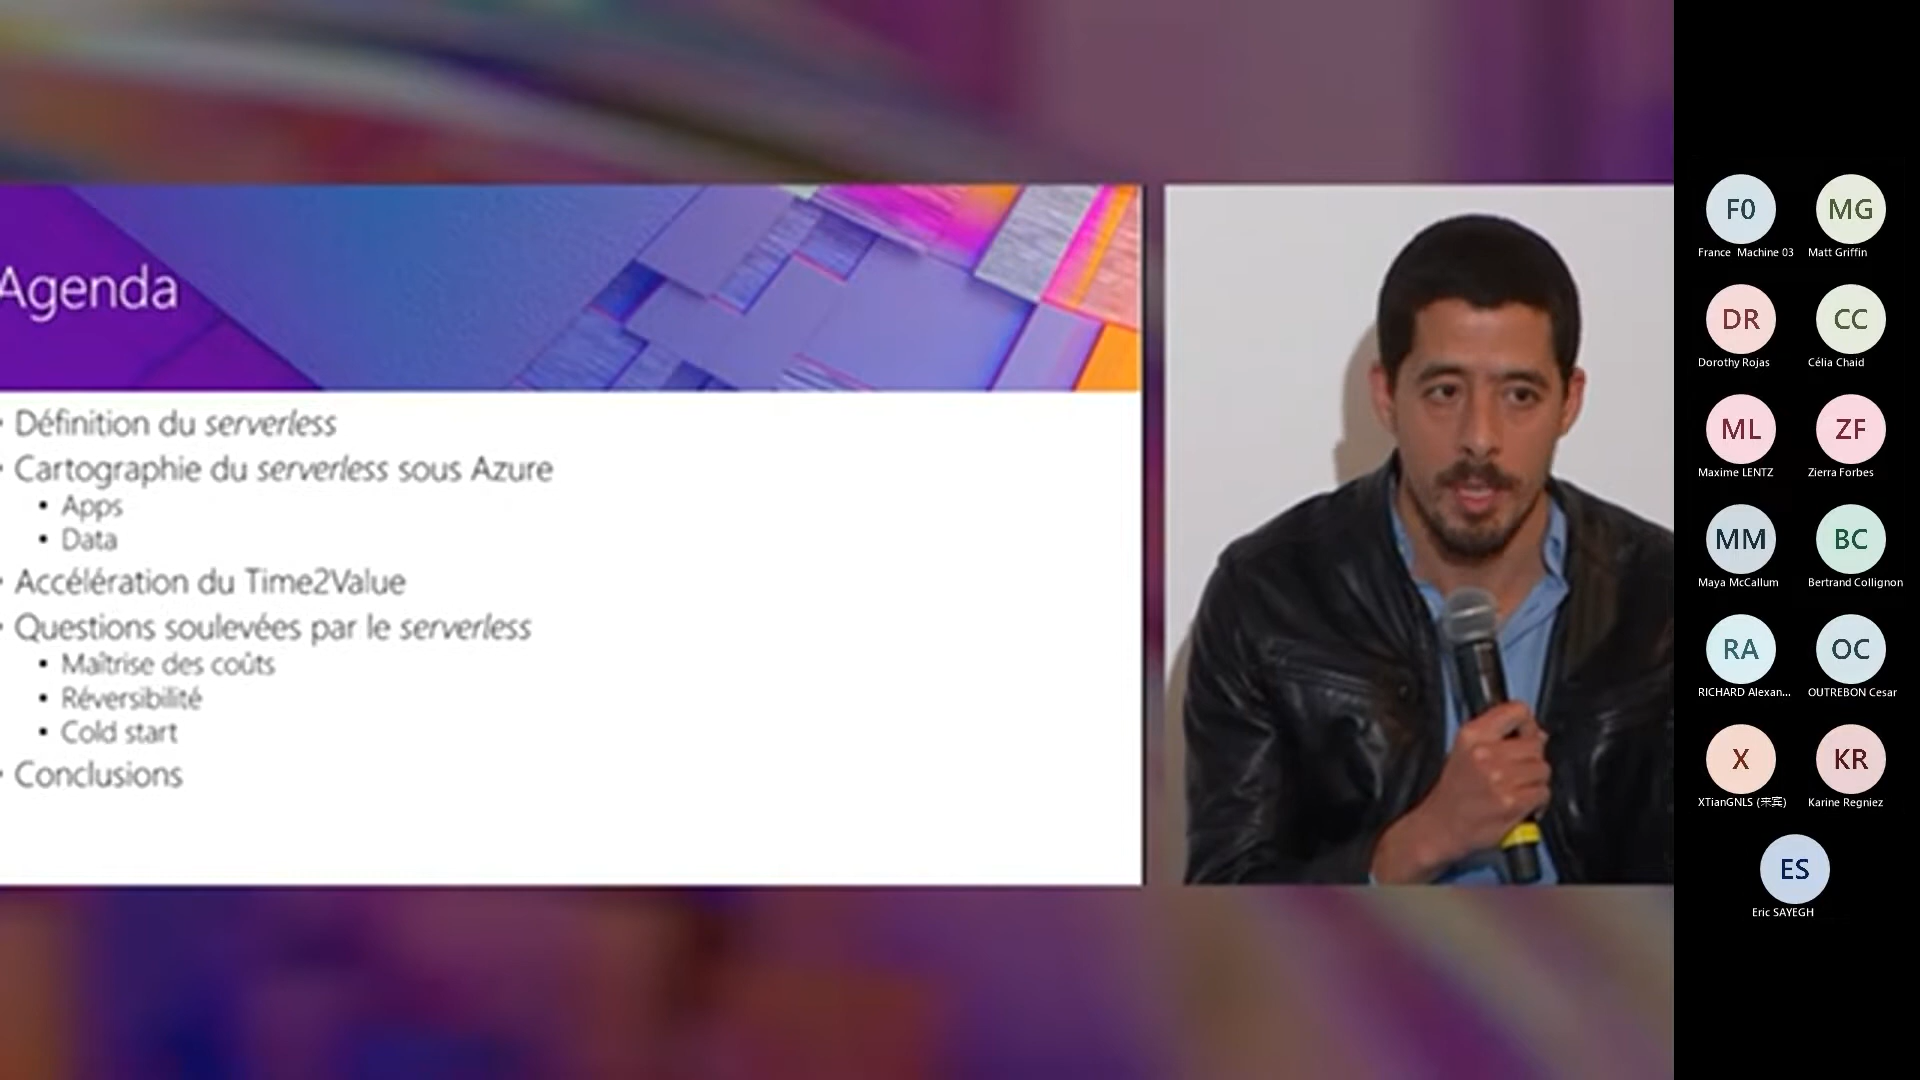 Agenda
Définition du serverless
Cartographie du serverless sous Azure
• Apps
• Data
Accélération du Time2Value
Questions soulevées par le serverless
• Maîtrise des coûts
• Réversibilité
• Cold start
Conclusions
F0
France Machine 03
MG
Matt Griffin
DR
Dorothy Rojas
CC
Célia Chaid
ML
Maxime LENTZ
ZF
Zierra Forbes
MM
Maya McCallum
BC
Bertrand Collignon
RA
RICHARD Alexan...
OC
OUTREBON Cesar
X
XTianGNLS (来宾)
KR
Karine Regniez
ES
Eric SAYEGH